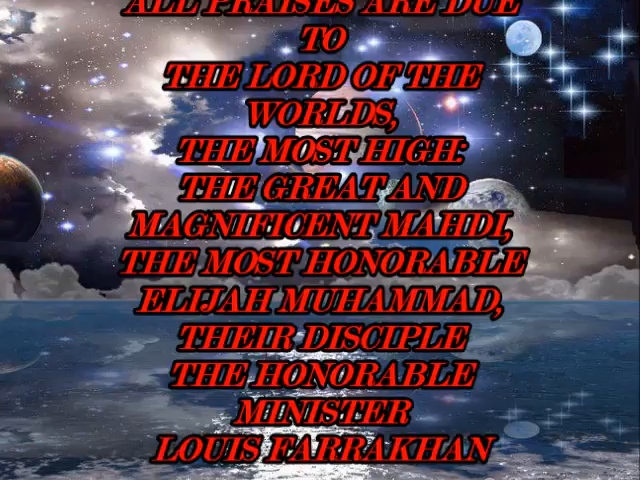 ALL PRAISES ARE DUE
TO
THE LORD OF THE
WORLDS,
THE MOST HIGH:
THE GREAT AND
MAGNIFICENT MAHDI,
THE MOST HONORABLE
ELIJAH MUHAMMAD,
THEIR DISCIPLE
THE HONORABLE
MINISTER
LOUIS FARRAKHAN